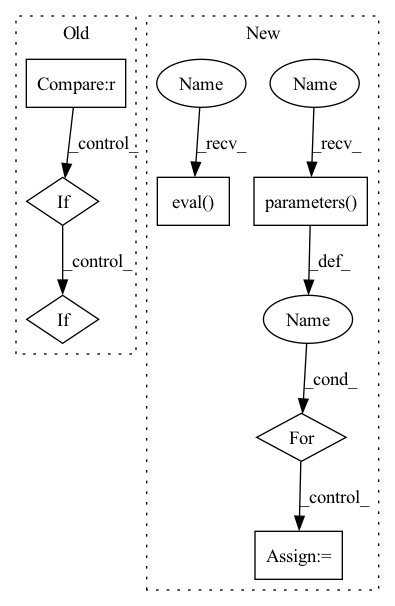 Old
New
Compare:r
Name
Name
_control_
_recv_
_recv_
If
eval()
parameters()
_control_
_def_
If
Name
_cond_
For
_control_
Assign:=